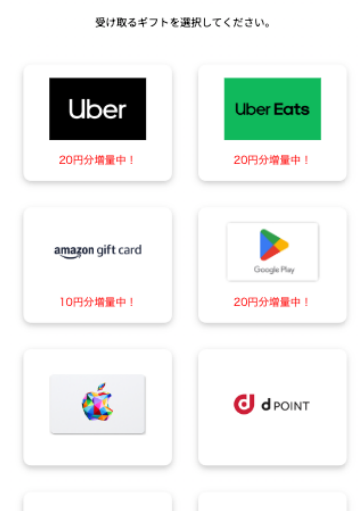 受け取るギフトを選択してください。
Uber
Uber Eats
20円分増量中！
20円分増量中！
amazon gift card
Google Play
10円分増量中！
20円分増量中！
d POINT